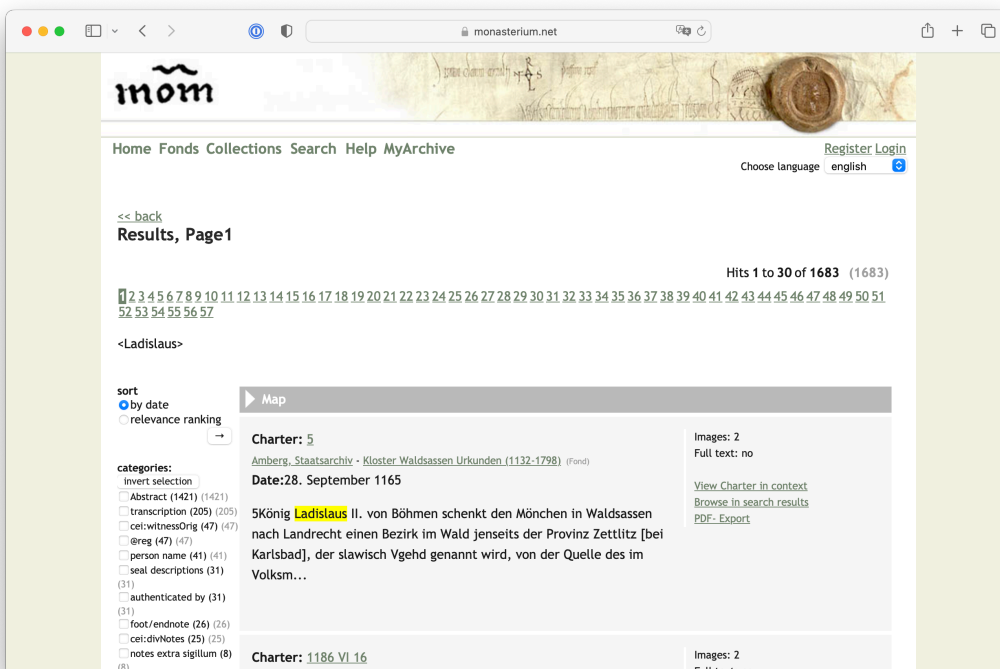 monasterium.net
mom
Home Fonds Collections Search Help MyArchive
Register Login
Choose language english
<< back
Results, Page1
Hits 1 to 30 of 1683 (1683)
1 2 3 4 5 6 7 8 9 10 11 12 13 14 15 16 17 18 19 20 21 22 23 24 25 26 27 28 29 30 31 32 33 34 35 36 37 38 39 40 41 42 43 44 45 46 47 48 49 50 51
52 53 54 55 56 57
<Ladislaus>
sort
by date
relevance ranking
→
categories:
invert selection
Abstract (1421) (1421)
transcription (205) (205)
cei:witnessOrig (47) (47)
@reg (47) (47)
person name (41) (41)
seal descriptions (31)
(31)
authenticated by (31)
(31)
foot/endnote (26) (26)
cei:divNotes (25) (25)
notes extra sigillum (8)
(8)
Map
Charter: 5
Amberg, Staatsarchiv - Kloster Waldsassen Urkunden (1132-1798) (Fond)
Date:28. September 1165
5König Ladislaus II. von Böhmen schenkt den Mönchen in Waldsassen
nach Landrecht einen Bezirk im Wald jenseits der Provinz Zettlitz [bei
Karlsbad], der slawisch Vgehd genannt wird, von der Quelle des im
Volksm...
Images: 2
Full text: no
View Charter in context
Browse in search results
PDF- Export
Charter: 1186 VI 16
Images: 2